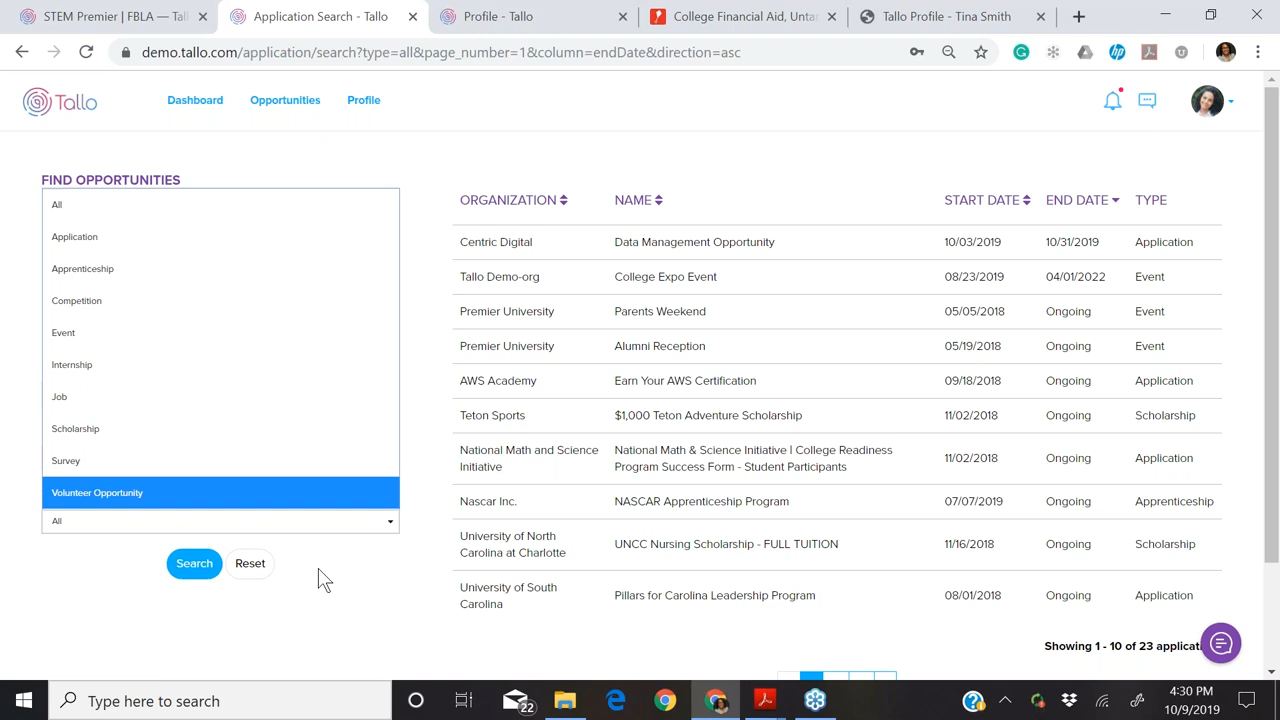 STEM Premier | FBLA — Tall
Application Search - Tallo
Profile - Tallo
College Financial Aid, Untan
Tallo Profile - Tina Smith
demo.tallo.com/application/search?type=all&page_number=1&column=endDate&direction=asc
Tallo
Dashboard
Opportunities
Profile
FIND OPPORTUNITIES
All
Application
Apprenticeship
Competition
Event
Internship
Job
Scholarship
Survey
Volunteer Opportunity
All
Search
Reset
ORGANIZATION NAME START DATE END DATE TYPE
Centric Digital Data Management Opportunity 10/03/2019 10/31/2019 Application
Tallo Demo-org College Expo Event 08/23/2019 04/01/2022 Event
Premier University Parents Weekend 05/05/2018 Ongoing Event
Premier University Alumni Reception 05/19/2018 Ongoing Event
AWS Academy Earn Your AWS Certification 09/18/2018 Ongoing Application
Teton Sports $1,000 Teton Adventure Scholarship 11/02/2018 Ongoing Scholarship
National Math and Science National Math & Science Initiative | College Readiness
Initiative Program Success Form - Student Participants 11/02/2018 Ongoing Application
Nascar Inc. NASCAR Apprenticeship Program 07/07/2019 Ongoing Apprenticeship
University of North
Carolina at Charlotte UNCC Nursing Scholarship - FULL TUITION 11/16/2018 Ongoing Scholarship
University of South
Carolina Pillars for Carolina Leadership Program 08/01/2018 Ongoing Application
Showing 1 - 10 of 23 applicati
Type here to search
22
4:30 PM
10/9/2019